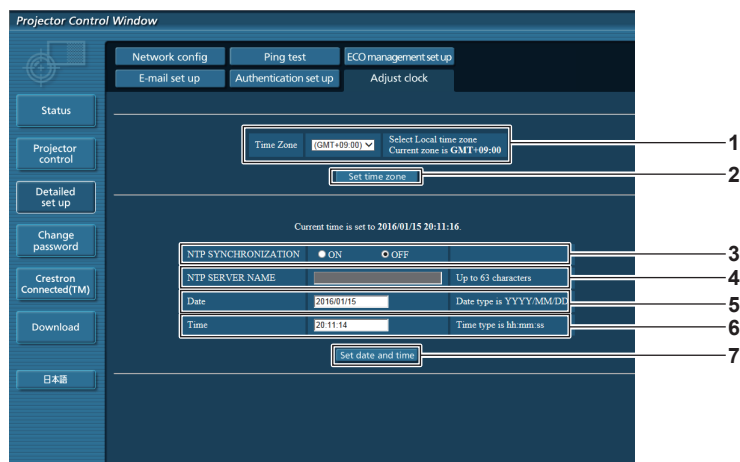 Projector Control Window
Network config
Ping test
ECO management set up
E-mail set up
Authentication set up
Adjust clock
Status
Projector
control
Detailed
set up
Change
password
Crestron
Connected(TM)
Download
日本語
Time Zone
(GMT+09:00)
Select Local time zone
Current zone is GMT+09:00
1
Set time zone
2
Current time is set to 2016/01/15 20:11:16.
NTP SYNCHRONIZATION
ON
OFF
3
NTP SERVER NAME
Up to 63 characters
4
Date
2016/01/15
Date type is YYYY/MM/DD
5
Time
20:11:14
Time type is hh:mm:ss
6
Set date and time
7